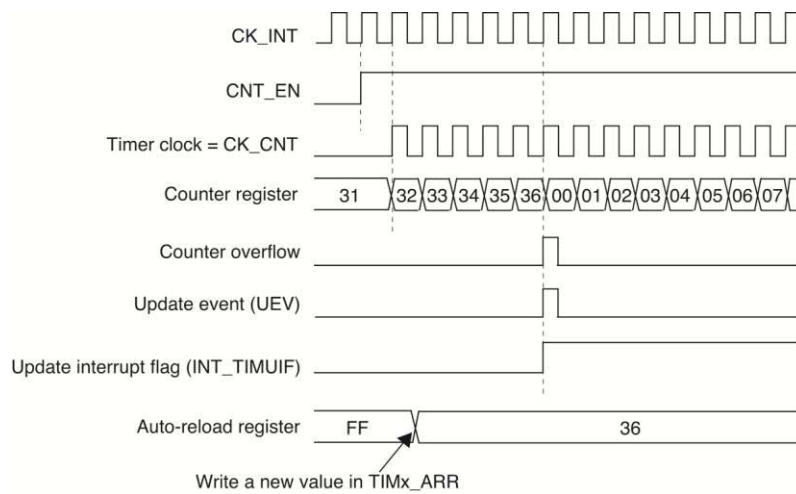 CK_INT
CNT_EN
Timer clock = CK_CNT
Counter register 31 32 33 34 35 36 00 01 02 03 04 05 06 07
Counter overflow
Update event (UEV)
Update interrupt flag (INT_TIMUIF)
Auto-reload register FF 36
Write a new value in TIMx_ARR